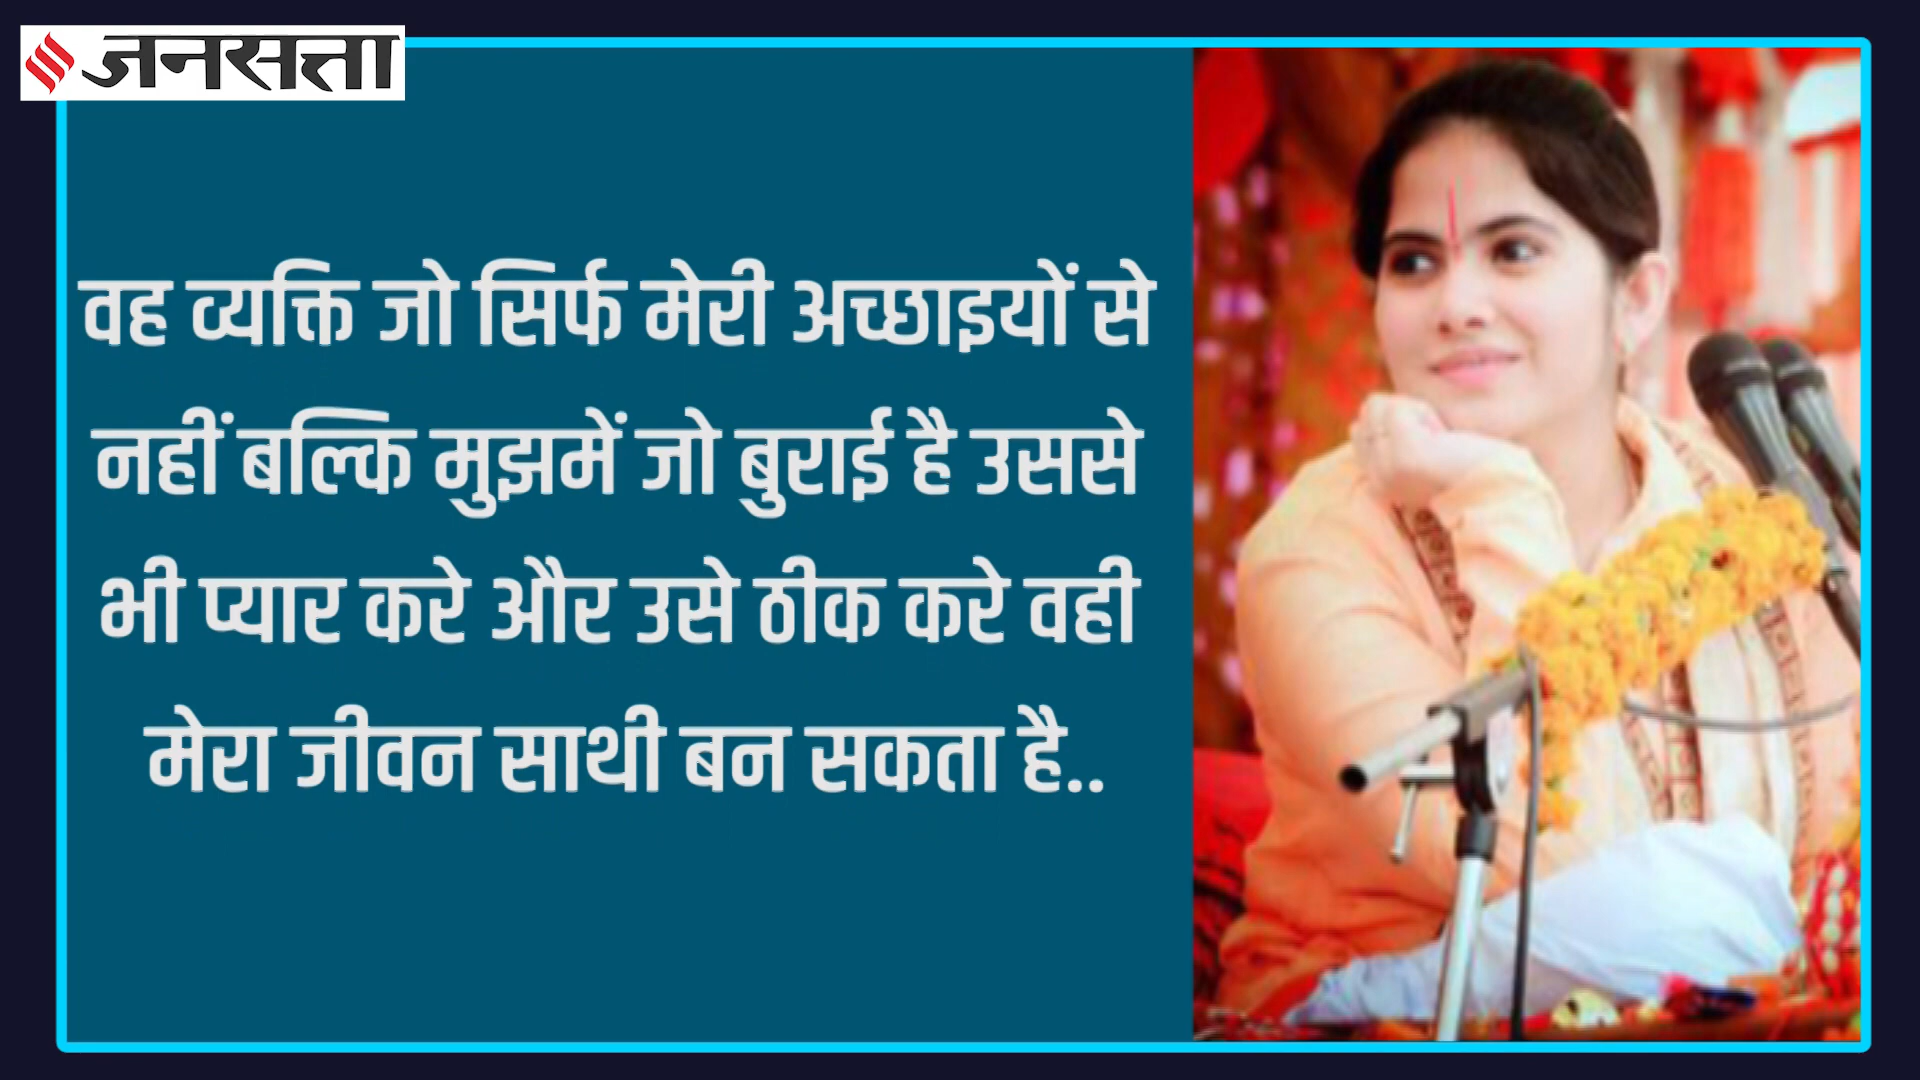 जनसत्ता
वह व्यक्ति जो सिर्फ मेरी अच्छाइयों से
नहीं बल्कि मुझमें जो बुराई है उससे
भी प्यार करे और उसे ठीक करे वही
मेरा जीवन साथी बन सकता है..